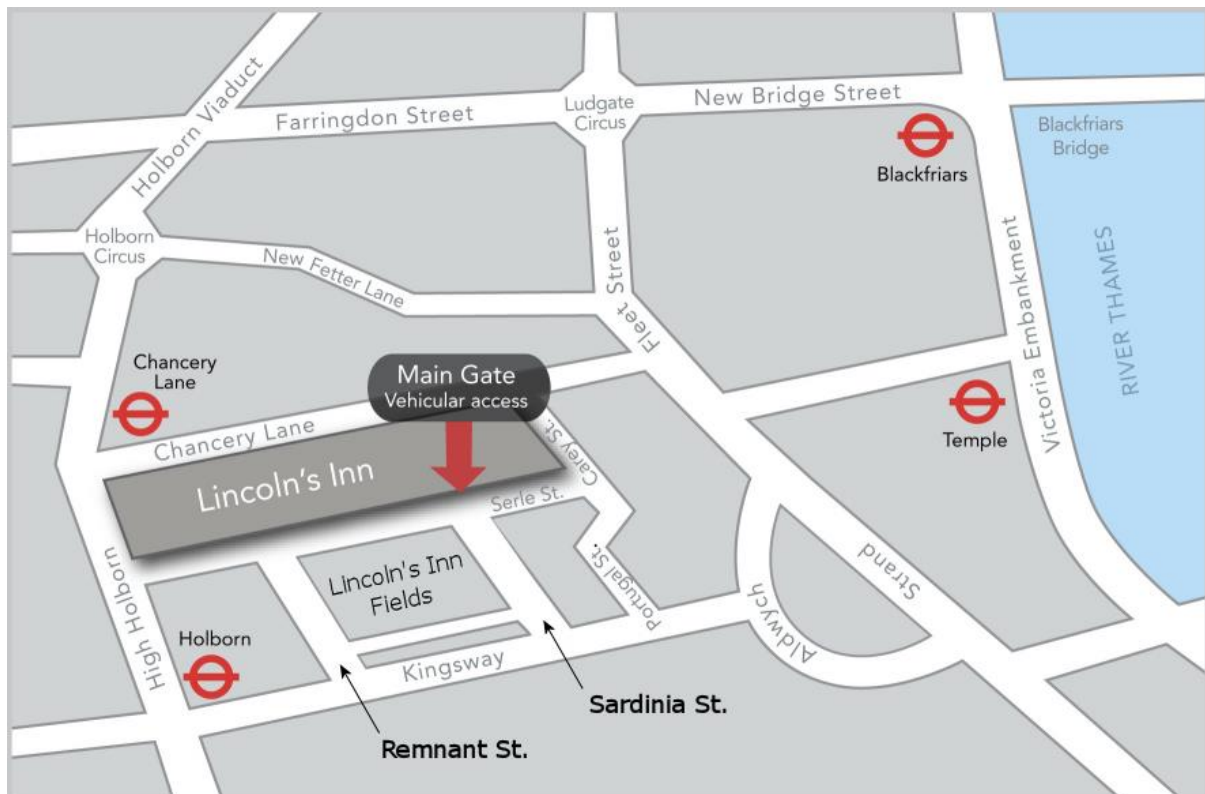 Holborn Viaduct
Farringdon Street
Ludgate
Circus
New Bridge Street
Blackfriars
Blackfriars
Bridge
Holborn
Circus
New Fetter Lane
Fleet Street
Victoria Embankment
RIVER THAMES
Chancery
Lane
Main Gate
Vehicular access
Chancery Lane
Temple
Lincoln's Inn
Carey St.
Serle St.
High Holborn
Lincoln's Inn
Fields
Portugal St.
Strand
Aldwych
Holborn
Kingsway
Sardinia St.
Remnant St.